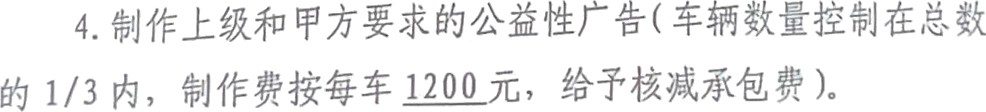 4. 制作上级和甲方要求的公益性广告(车辆数量控制在总数
的 1/3 内，制作费按每车 1200 元，给予核减承包费)。